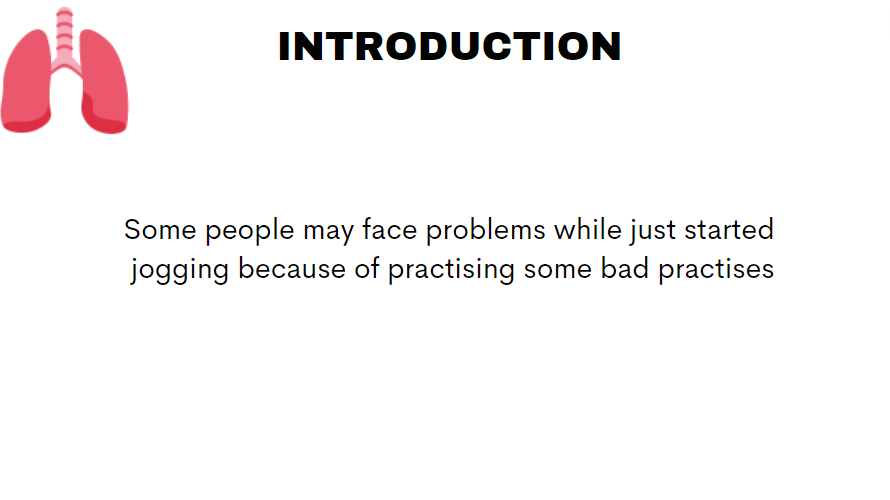 INTRODUCTION
Some people may face problems while just started
jogging because of practising some bad practises